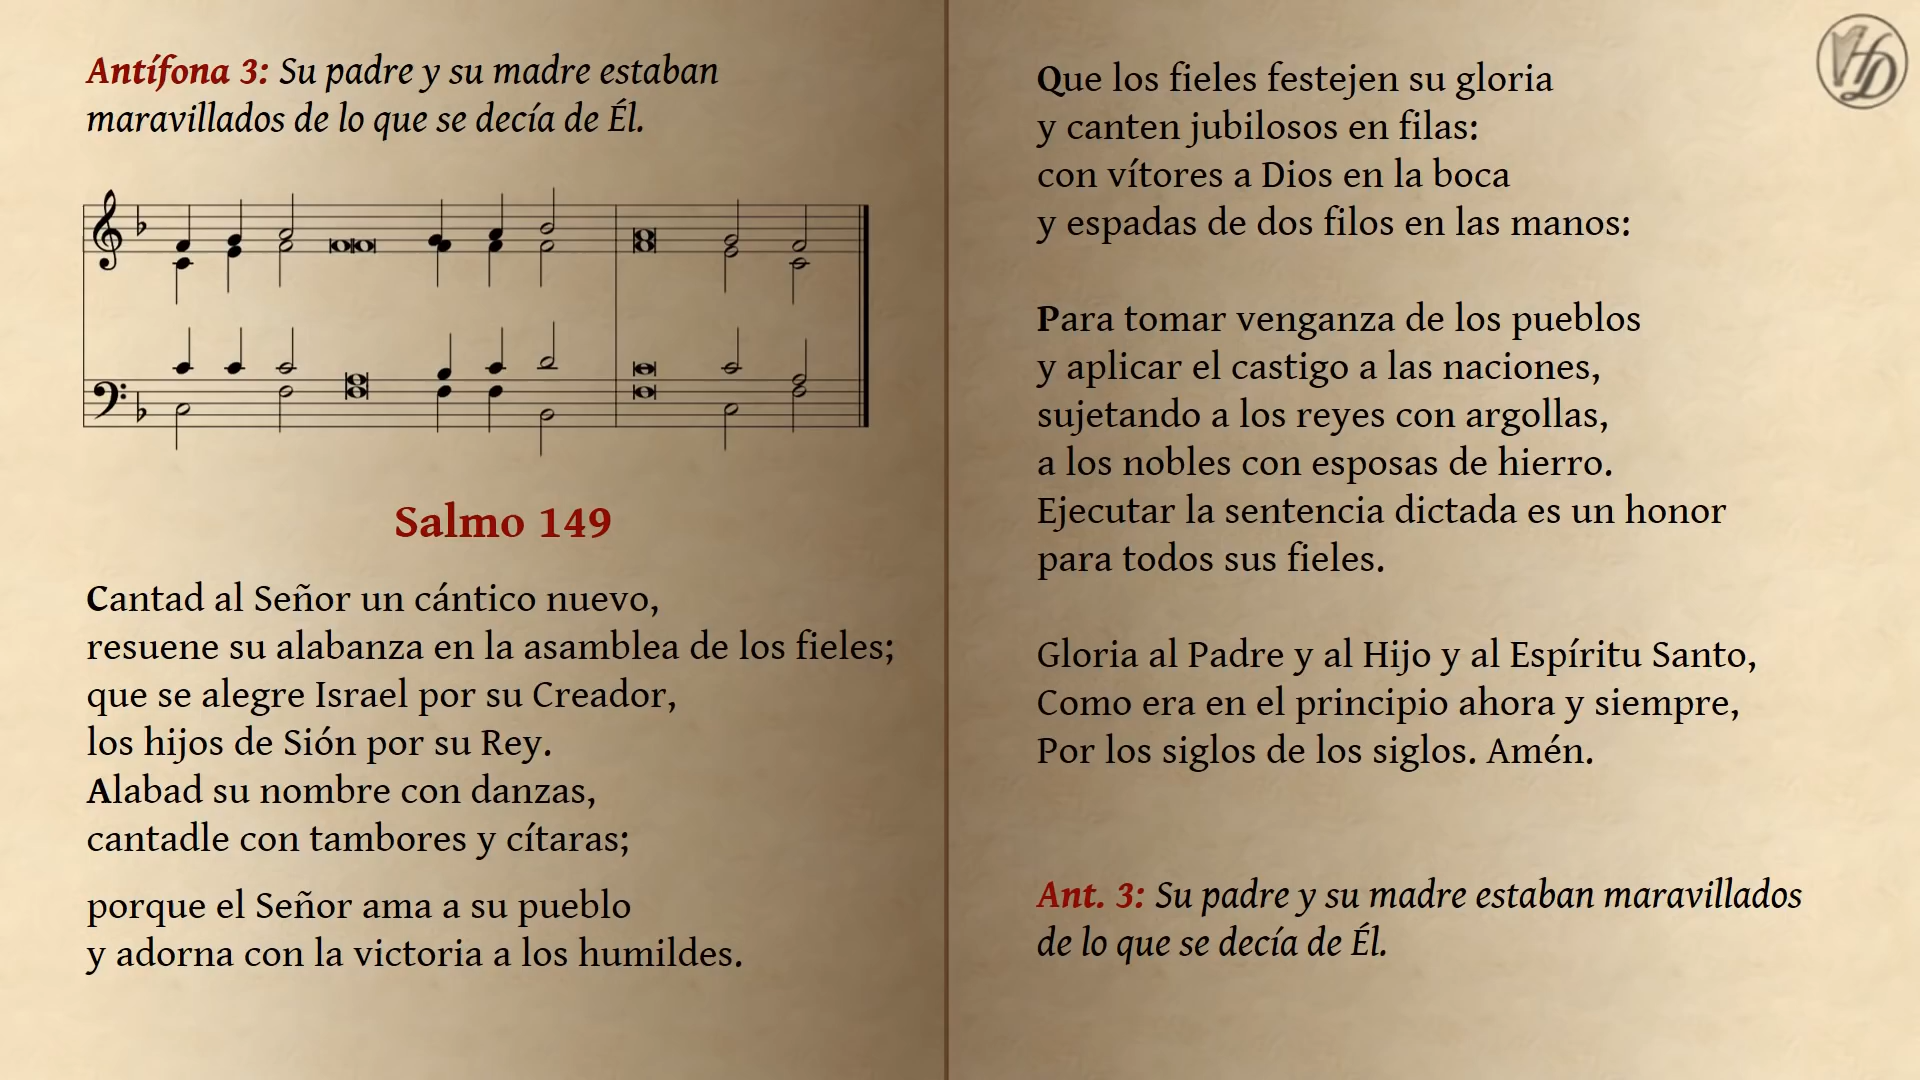 Antífona 3: Su padre y su madre estaban
maravillados de lo que se decía de Él.
Salmo 149
Cantad al Señor un cántico nuevo,
resuene su alabanza en la asamblea de los fieles;
que se alegre Israel por su Creador,
los hijos de Sión por su Rey.
Alabad su nombre con danzas,
cantadle con tambores y cítaras;
porque el Señor ama a su pueblo
y adorna con la victoria a los humildes.
HD
Que los fieles festejen su gloria
y canten jubilosos en filas:
con vítores a Dios en la boca
y espadas de dos filos en las manos:
Para tomar venganza de los pueblos
y aplicar el castigo a las naciones,
sujetando a los reyes con argollas,
a los nobles con esposas de hierro.
Ejecutar la sentencia dictada es un honor
para todos sus fieles.
Gloria al Padre y al Hijo y al Espíritu Santo,
Como era en el principio ahora y siempre,
Por los siglos de los siglos. Amén.
Ant. 3: Su padre y su madre estaban maravillados
de lo que se decía de Él.